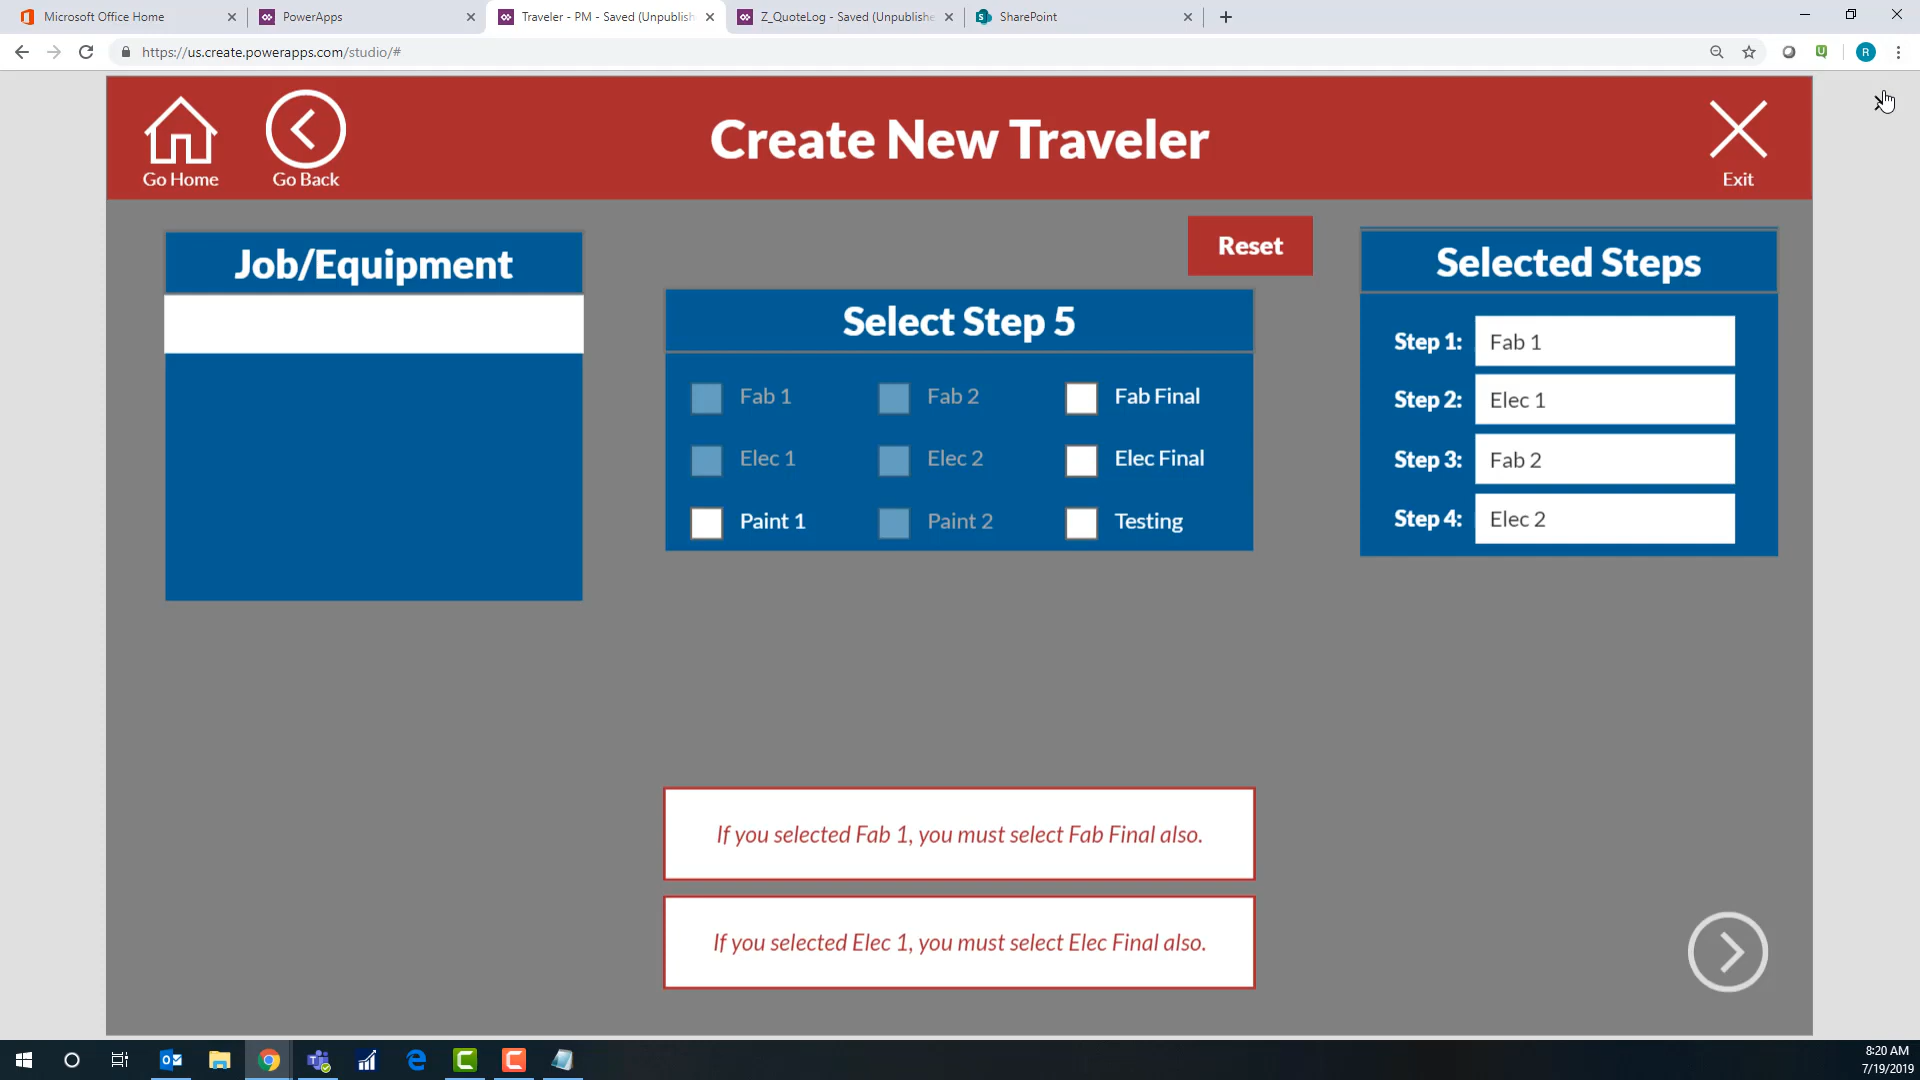 Microsoft Office Home
PowerApps
Traveler - PM - Saved (Unpublish
Z_QuoteLog - Saved (Unpublishe
SharePoint
https://us.create.powerapps.com/studio/#
R
Go Home
Go Back
Create New Traveler
Exit
Job/Equipment
Reset
Select Step 5
Fab 1
Fab 2
Fab Final
Elec 1
Elec 2
Elec Final
Paint 1
Paint 2
Testing
Selected Steps
Step 1: Fab 1
Step 2: Elec 1
Step 3: Fab 2
Step 4: Elec 2
If you selected Fab 1, you must select Fab Final also.
If you selected Elec 1, you must select Elec Final also.
8:20 AM
7/19/2019